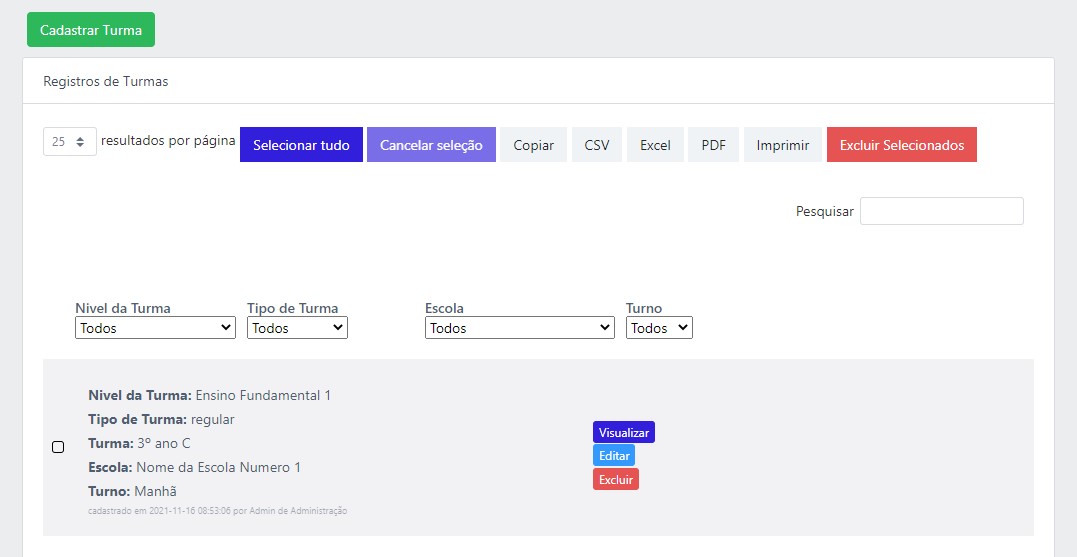 Cadastrar Turma
Registros de Turmas
25 resultados por página Selecionar tudo Cancelar seleção Copiar CSV Excel PDF Imprimir Excluir Selecionados
Pesquisar
Nivel da Turma Tipo de Turma Escola Turno
Todos Todos Todos Todos
Nivel da Turma: Ensino Fundamental 1
Tipo de Turma: regular
Turma: 3º ano C
Escola: Nome da Escola Numero 1
Turno: Manhã
cadastrado em 2021-11-16 08:53:06 por Admin de Administração
Visualizar
Editar
Excluir